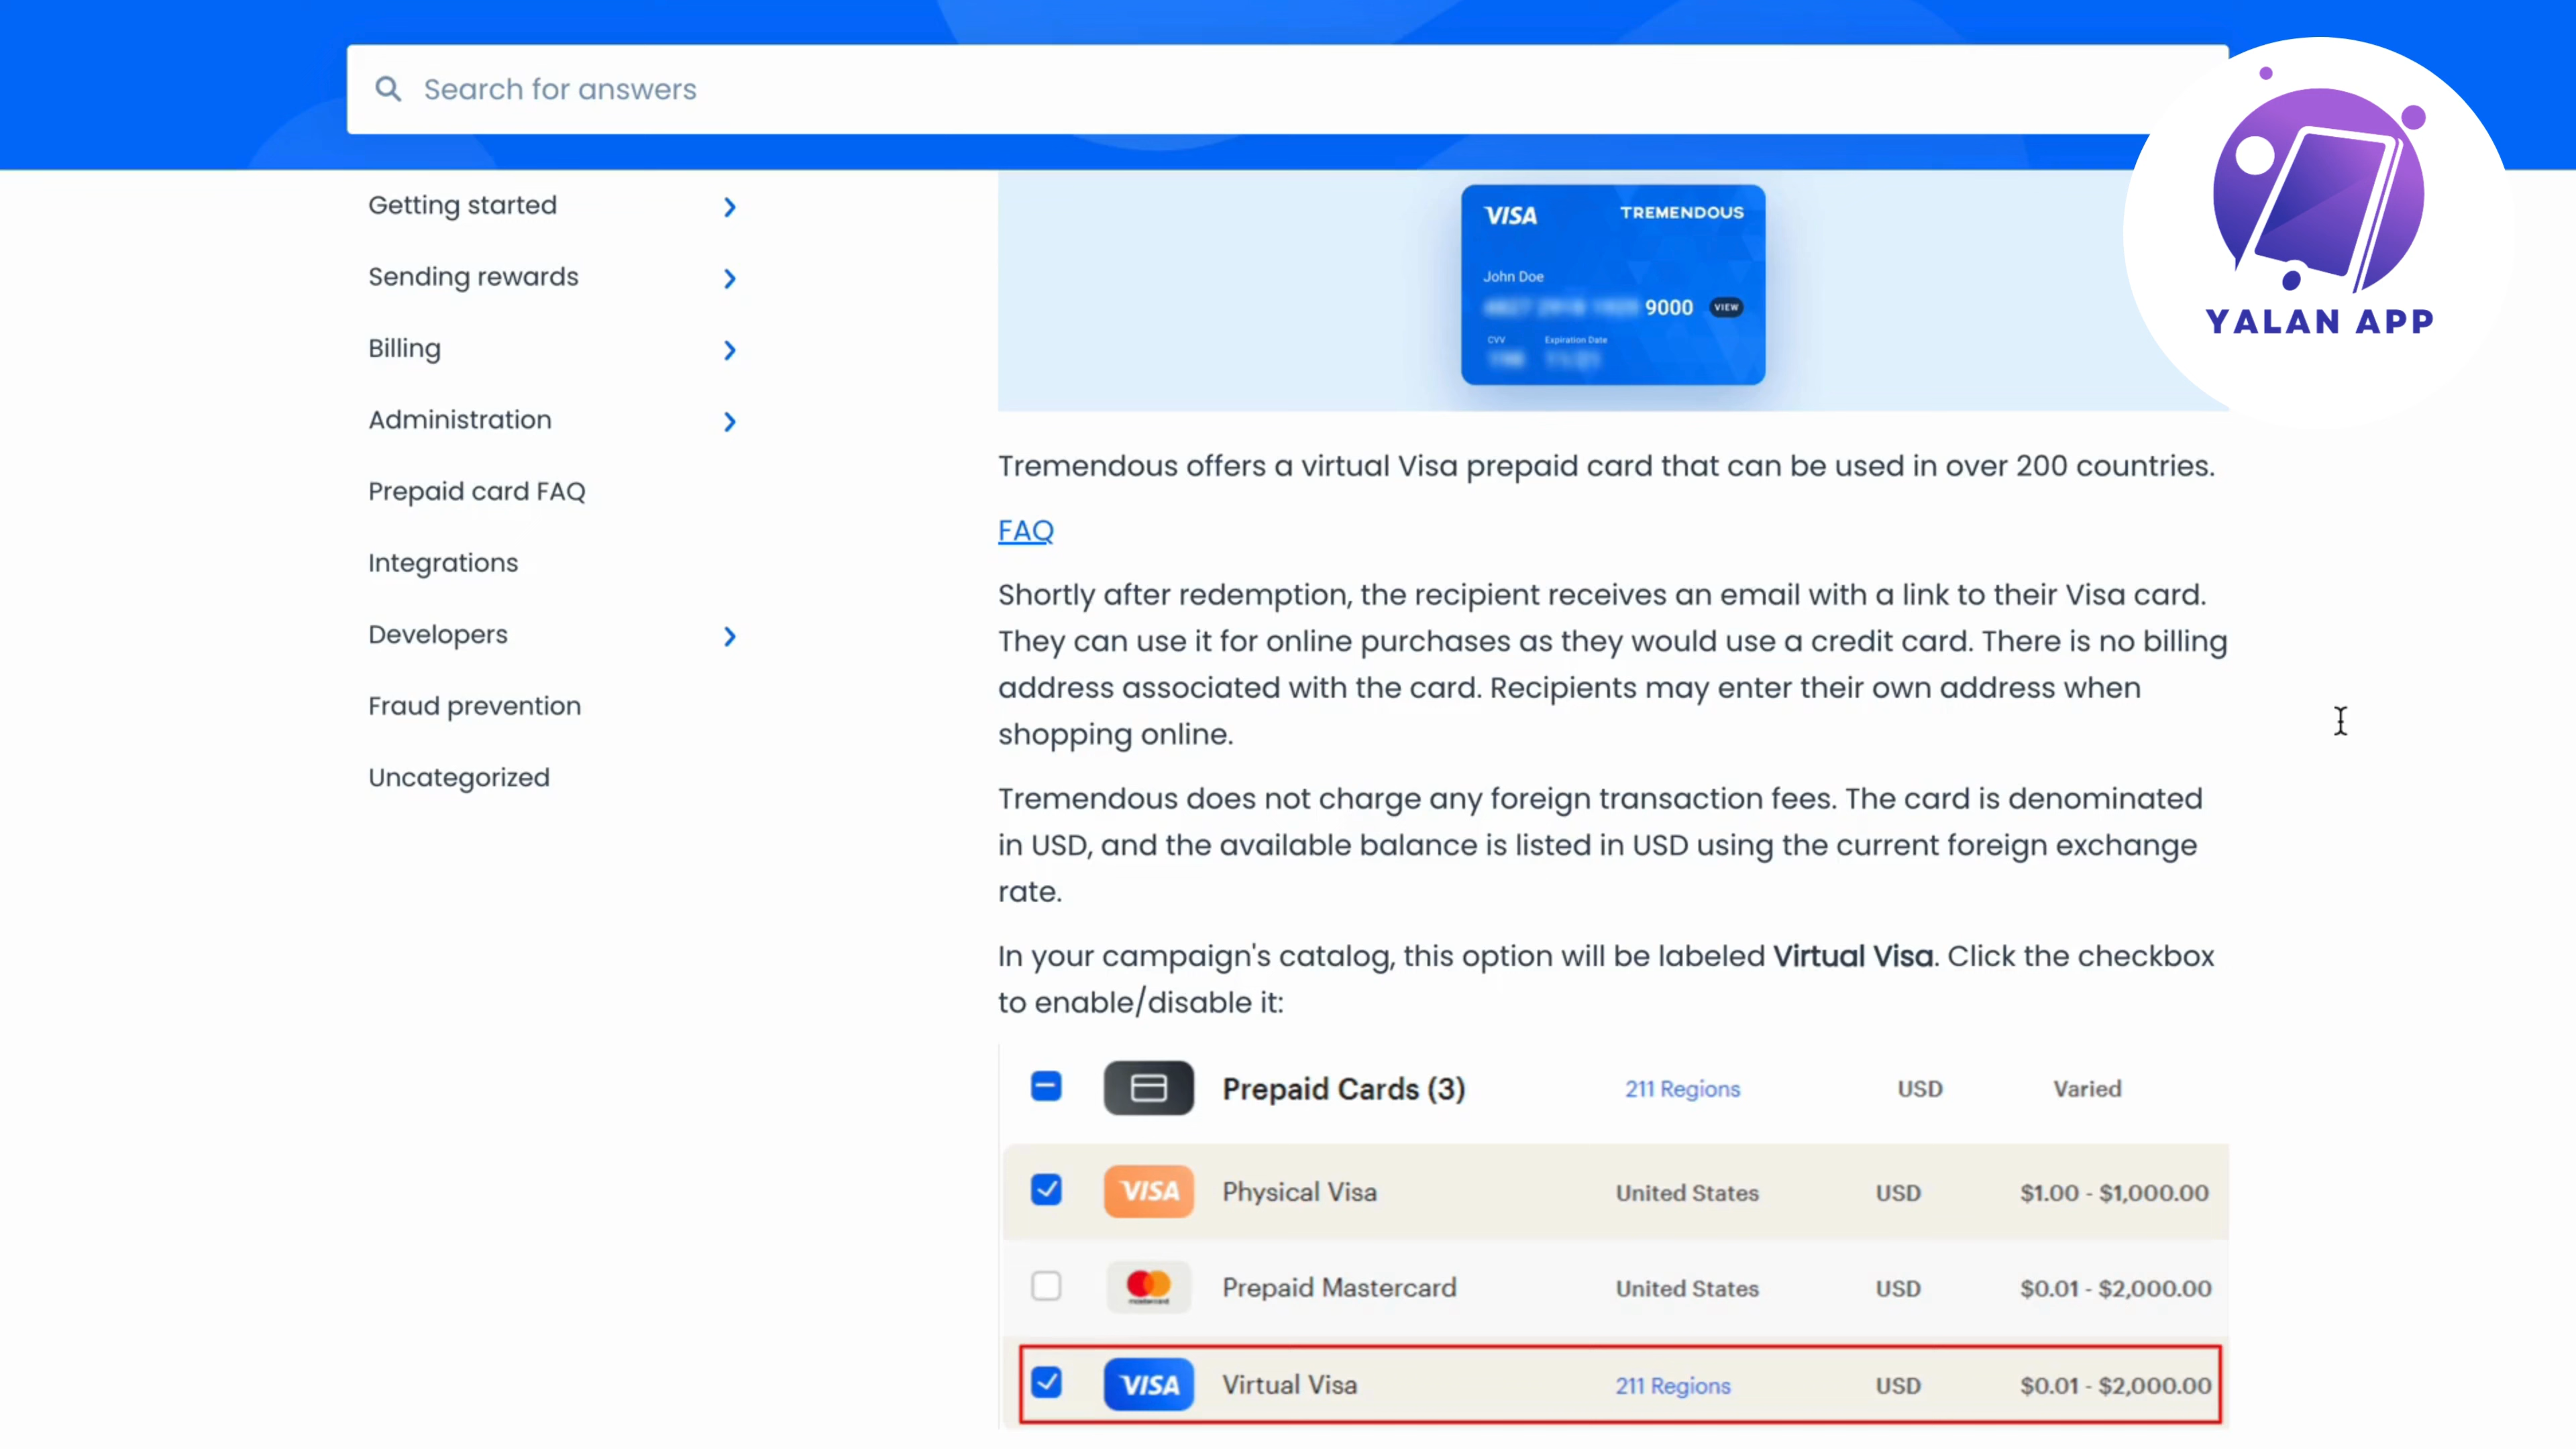 Search for answers
YALAN APP
Getting started
Sending rewards
Billing
Administration
Prepaid card FAQ
Integrations
Developers
Fraud prevention
Uncategorized
VISA TREMENDOUS
John Doe
9000 VIEW
CVV Expiration Date
Tremendous offers a virtual Visa prepaid card that can be used in over 200 countries.
FAQ
Shortly after redemption, the recipient receives an email with a link to their Visa card.
They can use it for online purchases as they would use a credit card. There is no billing
address associated with the card. Recipients may enter their own address when
shopping online.
Tremendous does not charge any foreign transaction fees. The card is denominated
in USD, and the available balance is listed in USD using the current foreign exchange
rate.
In your campaign's catalog, this option will be labeled Virtual Visa. Click the checkbox
to enable/disable it:
Prepaid Cards (3) 211 Regions USD Varied
VISA Physical Visa United States USD $1.00 - $1,000.00
mastercard Prepaid Mastercard United States USD $0.01 - $2,000.00
VISA Virtual Visa 211 Regions USD $0.01 - $2,000.00